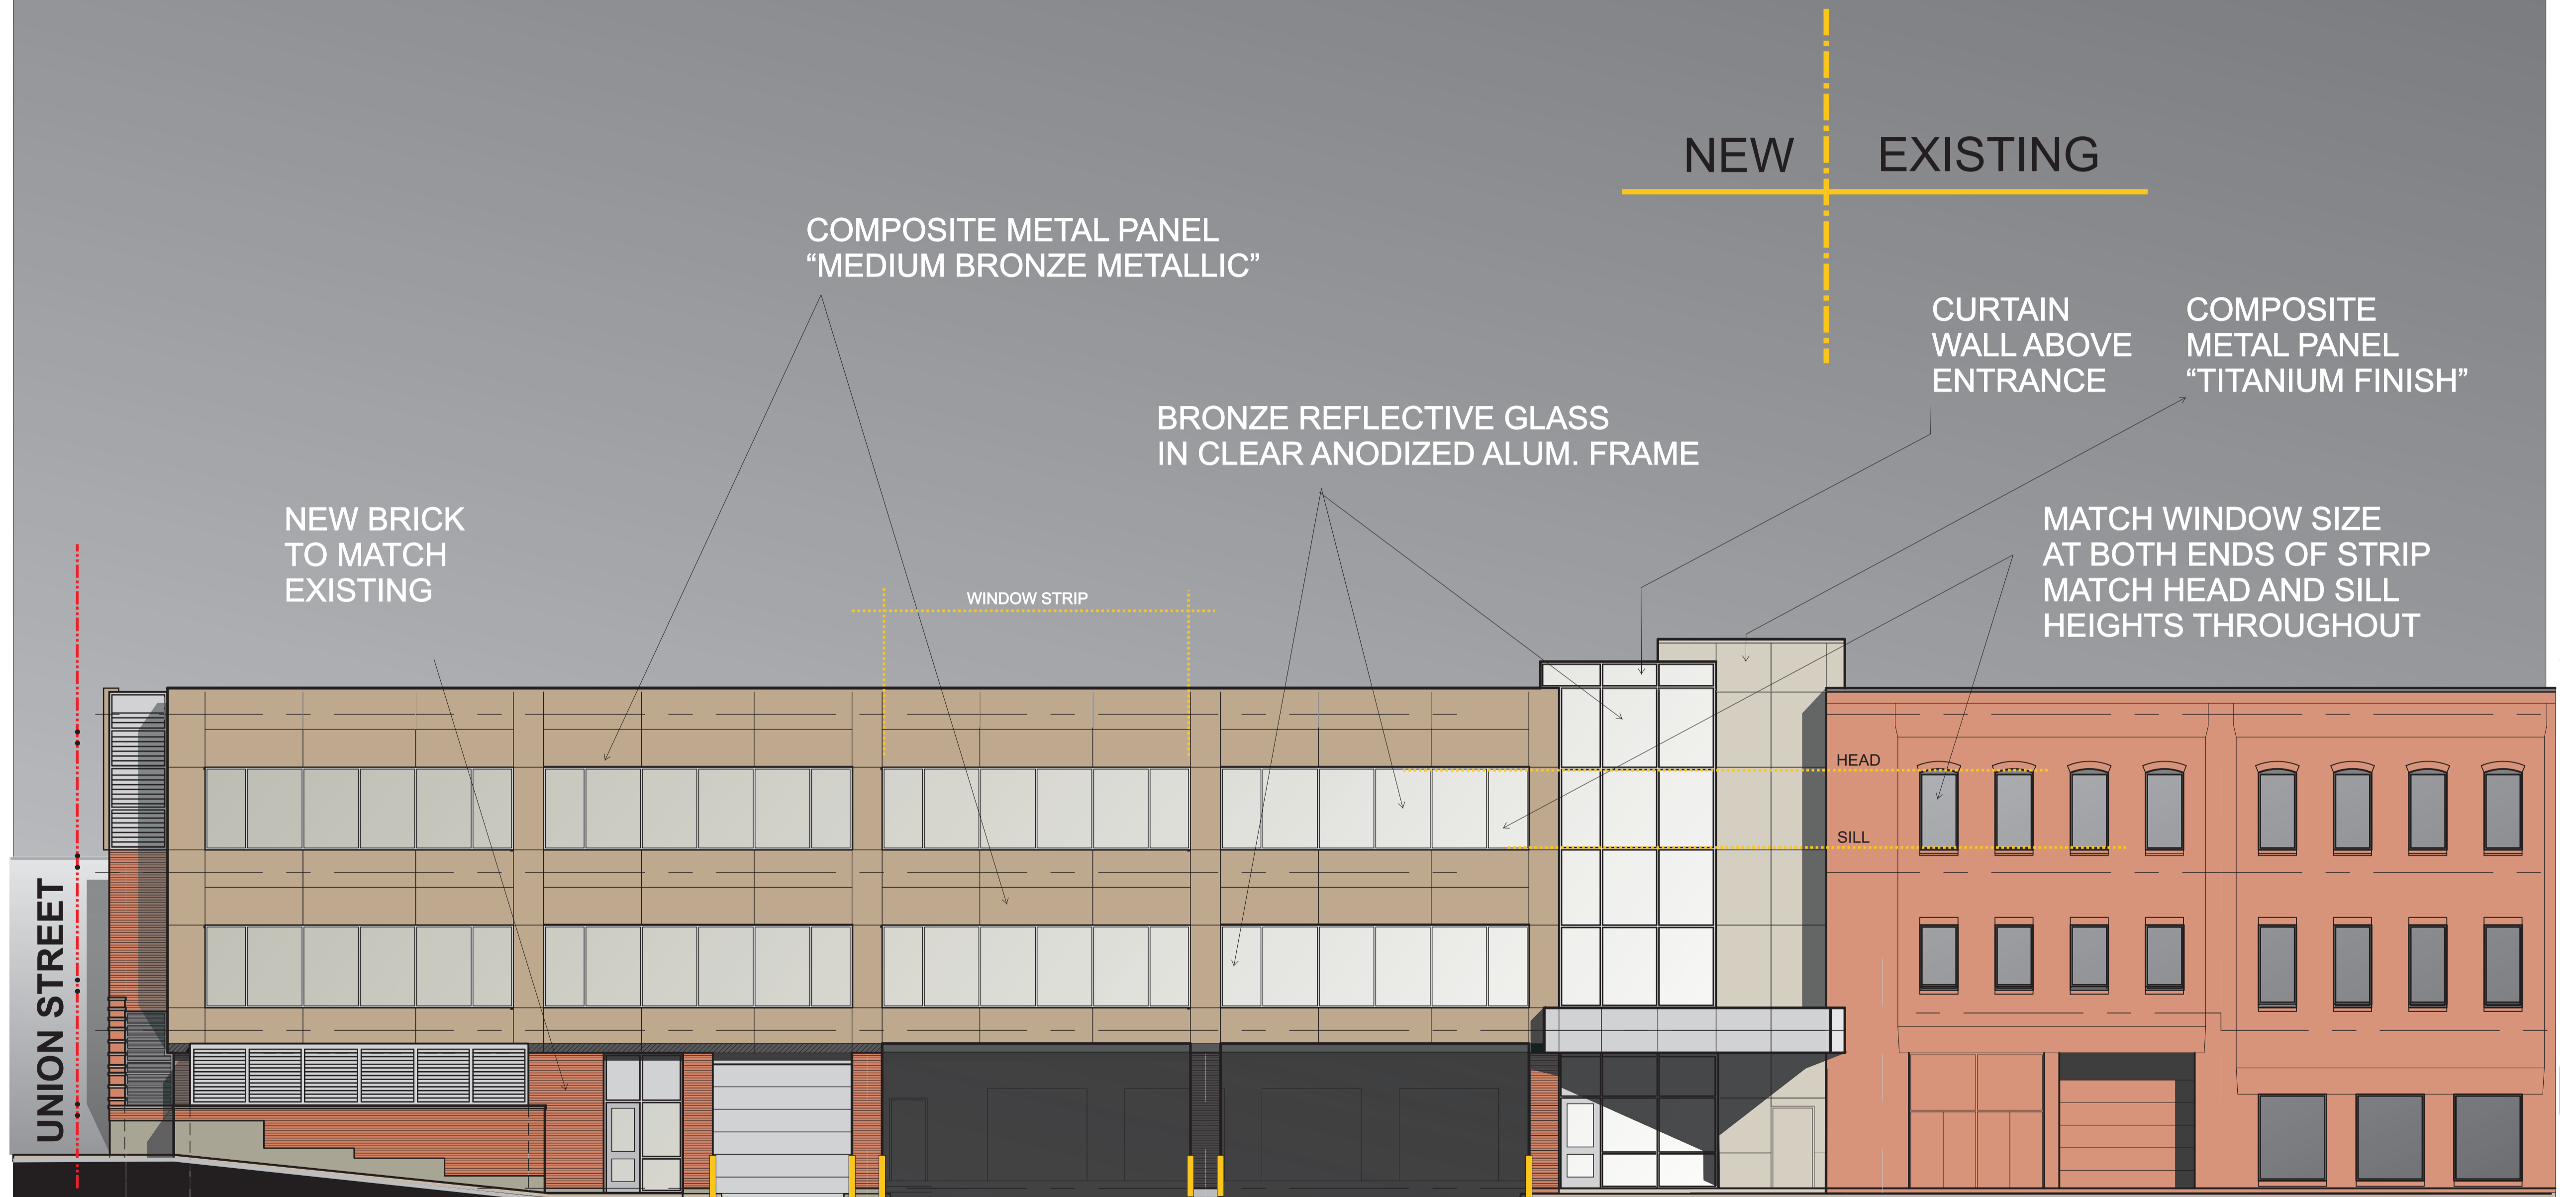 NEW
EXISTING
COMPOSITE METAL PANEL
“MEDIUM BRONZE METALLIC”
CURTAIN
WALL ABOVE
ENTRANCE
COMPOSITE
METAL PANEL
“TITANIUM FINISH”
BRONZE REFLECTIVE GLASS
IN CLEAR ANODIZED ALUM. FRAME
NEW BRICK
TO MATCH
EXISTING
MATCH WINDOW SIZE
AT BOTH ENDS OF STRIP
MATCH HEAD AND SILL
HEIGHTS THROUGHOUT
WINDOW STRIP
HEAD
SILL
UNION STREET